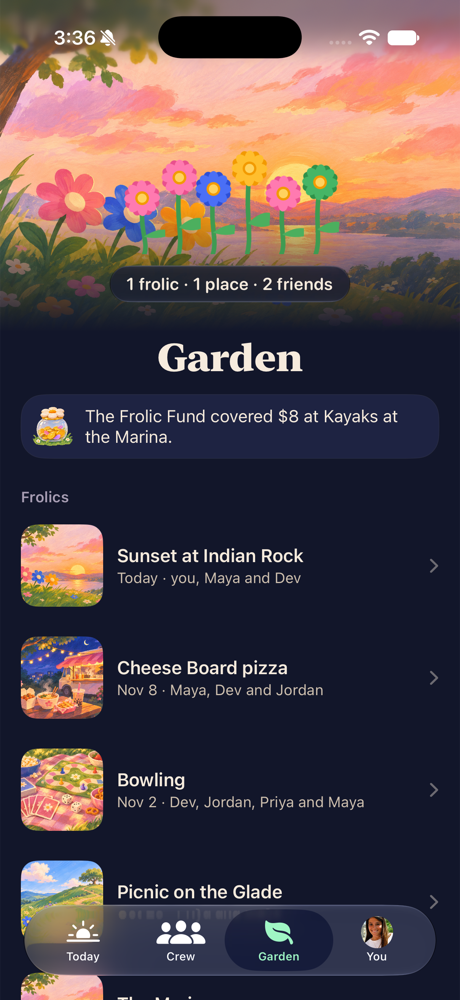 3:36
1 frolic · 1 place · 2 friends
Garden
The Frolic Fund covered $8 at Kayaks at
the Marina.
Frolics
Sunset at Indian Rock
Today · you, Maya and Dev
Cheese Board pizza
Nov 8 · Maya, Dev and Jordan
Bowling
Nov 2 · Dev, Jordan, Priya and Maya
Picnic on the Glade
Today
Crew
Garden
You